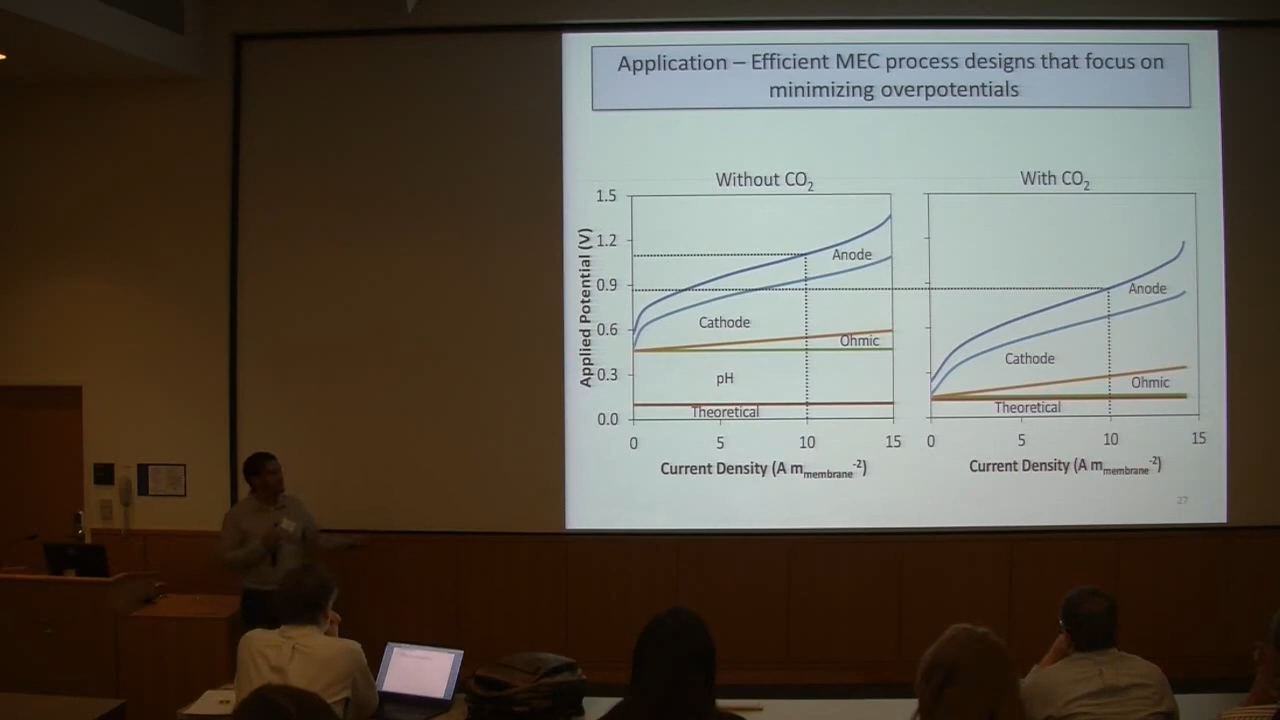 Application – Efficient MEC process designs that focus on
minimizing overpotentials
Without CO₂
With CO₂
Applied Potential (V)
1.5
1.2
0.9
0.6
0.3
0.0
Anode
Cathode
Ohmic
pH
Theoretical
0 5 10 15
Current Density (A m_membrane⁻²)
Anode
Cathode
Ohmic
Theoretical
0 5 10 15
Current Density (A m_membrane⁻²)
27